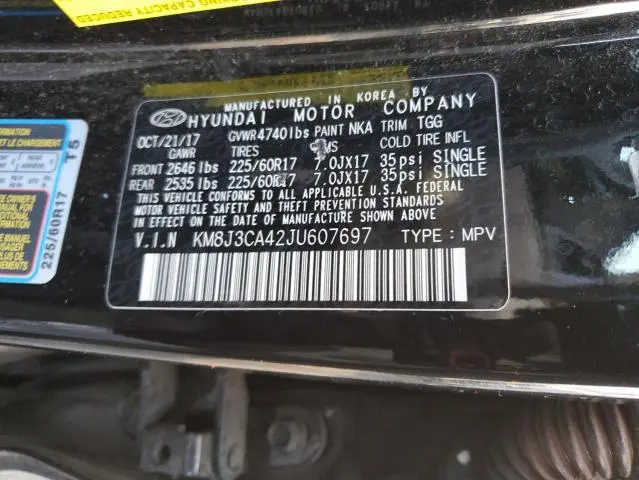 CAPACITY REDUCED
MANUFACTURED IN KOREA BY
HYUNDAI MOTOR COMPANY
OCT/21/17 GVWR4740lbs PAINT NKA TRIM TGG
GAWR TIRES COLD TIRE INFL
FRONT 2646 lbs 225/60R17 7.0JX17 35psi SINGLE
REAR 2535 lbs 225/60R17 7.0JX17 35psi SINGLE
THIS VEHICLE CONFORMS TO ALL APPLICABLE U.S. FEDERAL
MOTOR VEHICLE SAFETY AND THEFT PREVENTION STANDARDS
IN EFFECT ON THE DATE OF MANUFACTURE SHOWN ABOVE.
V.I.N KM8J3CA42JU607697 TYPE : MPV
T5
225/60R17